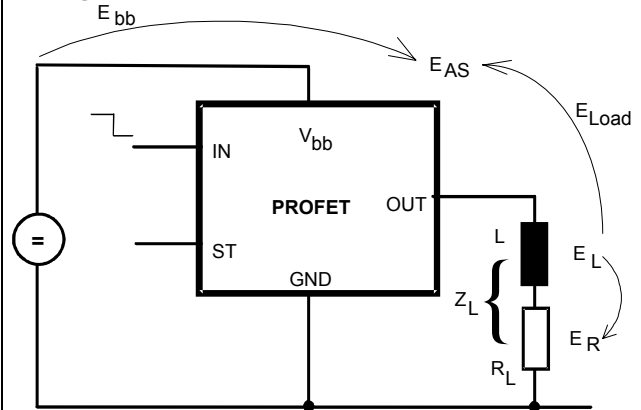 E bb
E AS
E Load
V bb
IN
PROFET
OUT
=
ST
L
E L
GND
Z L {
E R
R L